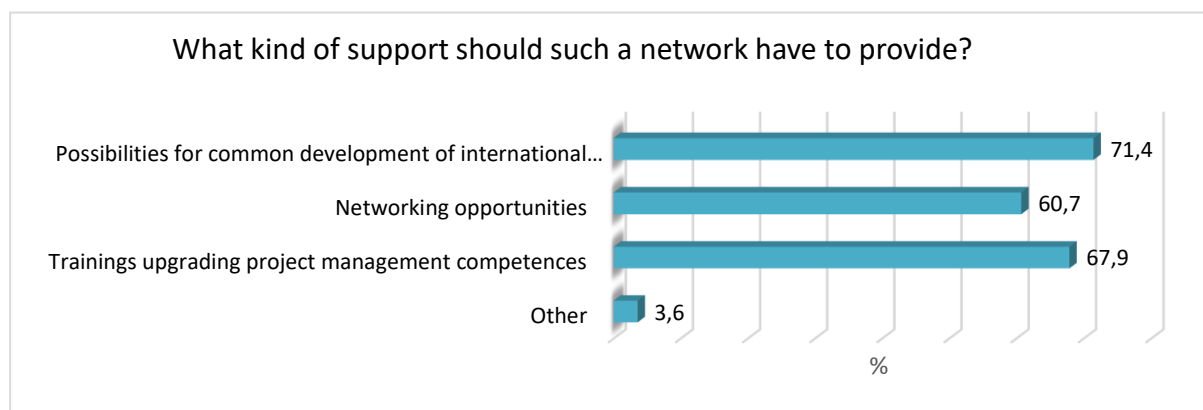 What kind of support should such a network have to provide?
Possibilities for common development of international...
71,4
Networking opportunities
60,7
Trainings upgrading project management competences
67,9
Other
3,6
%